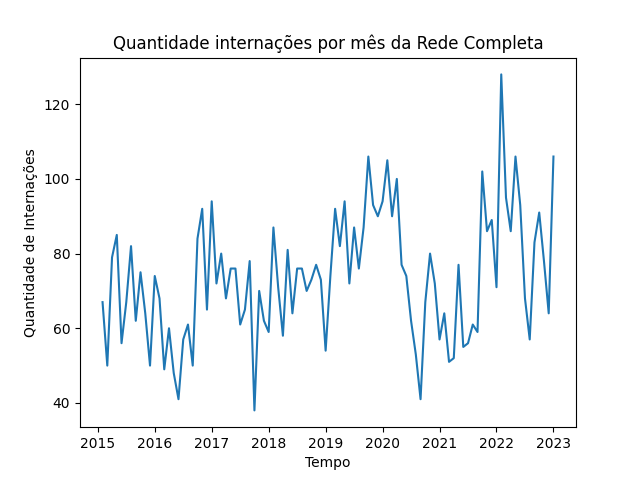 Quantidade internações por mês da Rede Completa
Quantidade de Internações
120
100
80
60
40
2015 2016 2017 2018 2019 2020 2021 2022 2023
Tempo